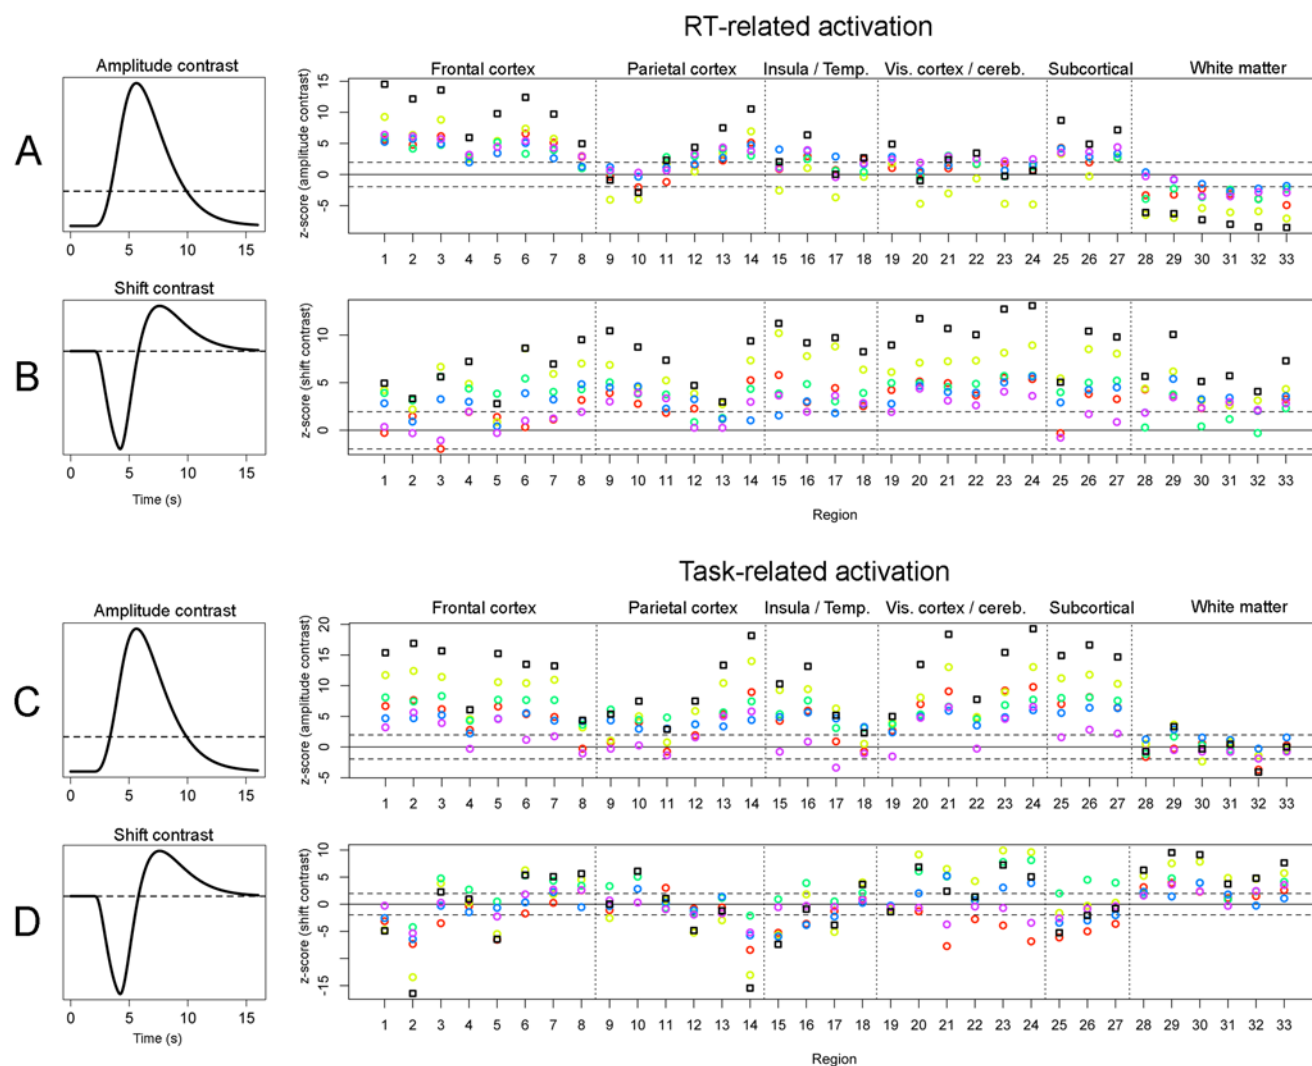 RT-related activation
A
Amplitude contrast
0 5 10 15
z-score (amplitude contrast)
15
10
5
0
-5
Frontal cortex Parietal cortex Insula / Temp. Vis. cortex / cereb. Subcortical White matter
1 2 3 4 5 6 7 8 9 10 11 12 13 14 15 16 17 18 19 20 21 22 23 24 25 26 27 28 29 30 31 32 33
B
Shift contrast
0 5 10 15
Time (s)
z-score (shift contrast)
10
5
0
1 2 3 4 5 6 7 8 9 10 11 12 13 14 15 16 17 18 19 20 21 22 23 24 25 26 27 28 29 30 31 32 33
Region
Task-related activation
C
Amplitude contrast
0 5 10 15
z-score (amplitude contrast)
20
15
10
5
0
-5
Frontal cortex Parietal cortex Insula / Temp. Vis. cortex / cereb. Subcortical White matter
1 2 3 4 5 6 7 8 9 10 11 12 13 14 15 16 17 18 19 20 21 22 23 24 25 26 27 28 29 30 31 32 33
D
Shift contrast
0 5 10 15
Time (s)
z-score (shift contrast)
10
5
0
-5
-15
1 2 3 4 5 6 7 8 9 10 11 12 13 14 15 16 17 18 19 20 21 22 23 24 25 26 27 28 29 30 31 32 33
Region